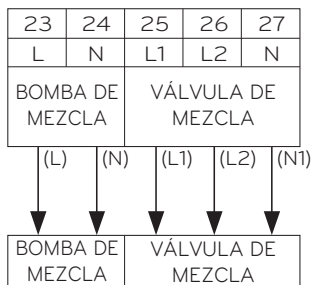 23 24 25 26 27
L N L1 L2 N
BOMBA DE
MEZCLA
VÁLVULA DE
MEZCLA
(L) (N) (L1) (L2) (N1)
BOMBA DE
MEZCLA
VÁLVULA DE
MEZCLA